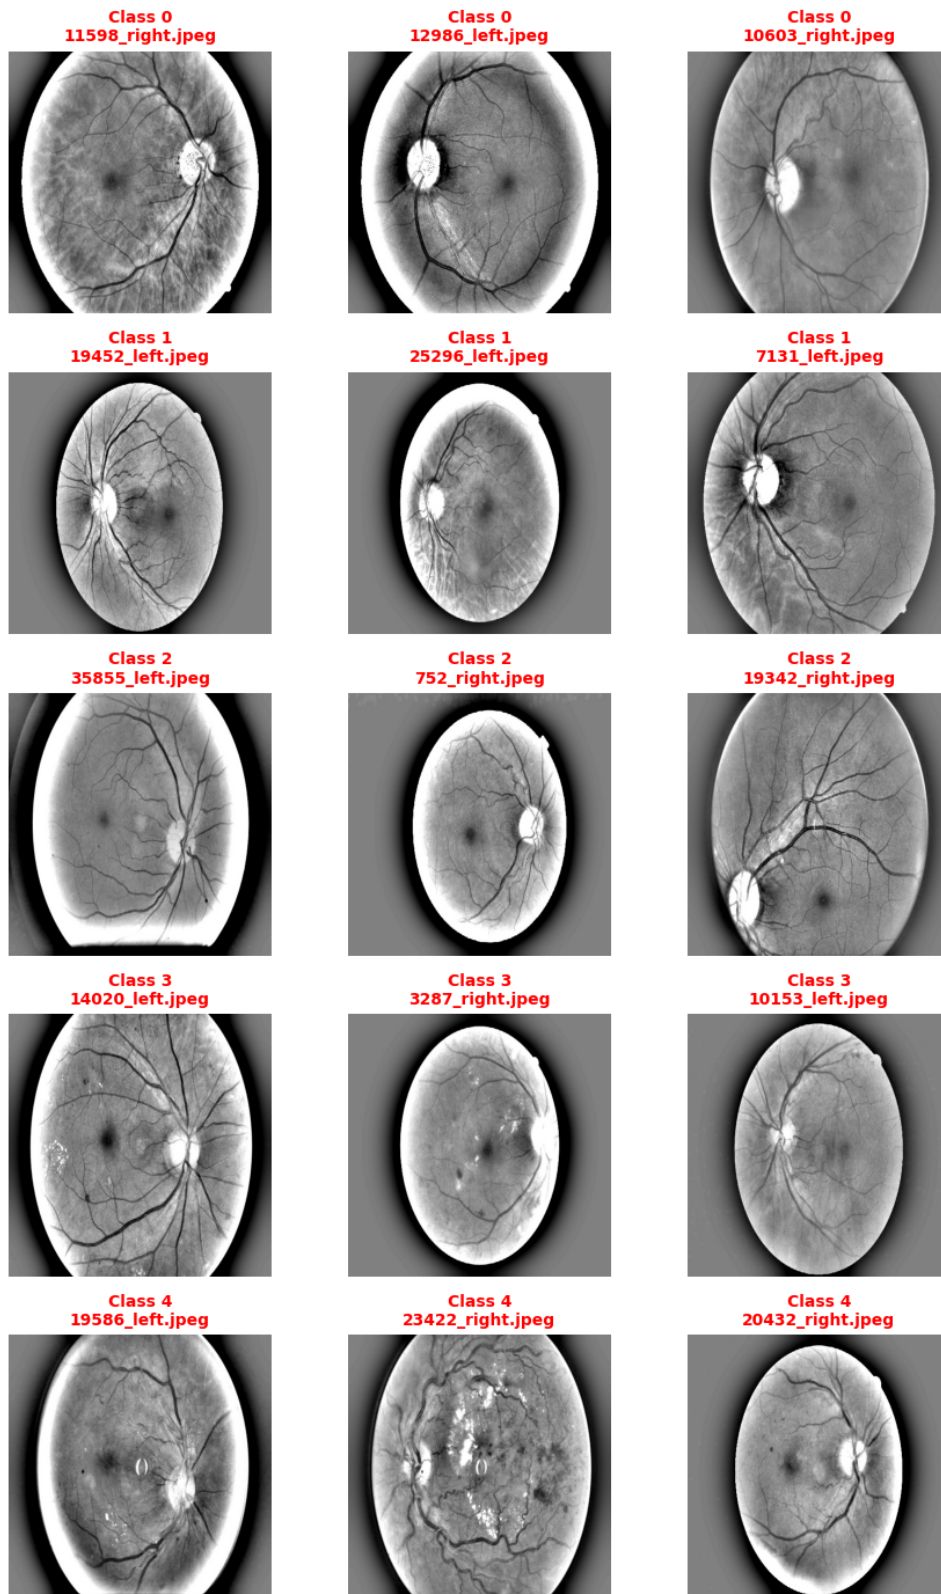 Class 0
11598_right.jpeg
Class 0
12986_left.jpeg
Class 0
10603_right.jpeg
Class 1
19452_left.jpeg
Class 1
25296_left.jpeg
Class 1
7131_left.jpeg
Class 2
35855_left.jpeg
Class 2
752_right.jpeg
Class 2
19342_right.jpeg
Class 3
14020_left.jpeg
Class 3
3287_right.jpeg
Class 3
10153_left.jpeg
Class 4
19586_left.jpeg
Class 4
23422_right.jpeg
Class 4
20432_right.jpeg